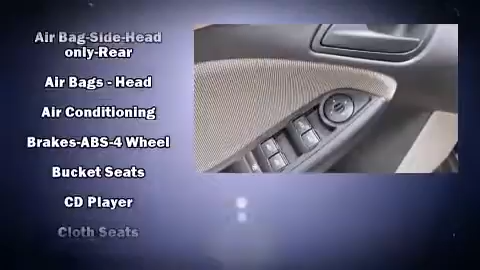 Air Bag-Side-Head
only-Rear
Air Bags - Head
Air Conditioning
Brakes-ABS-4 Wheel
Bucket Seats
CD Player
Cloth Seats